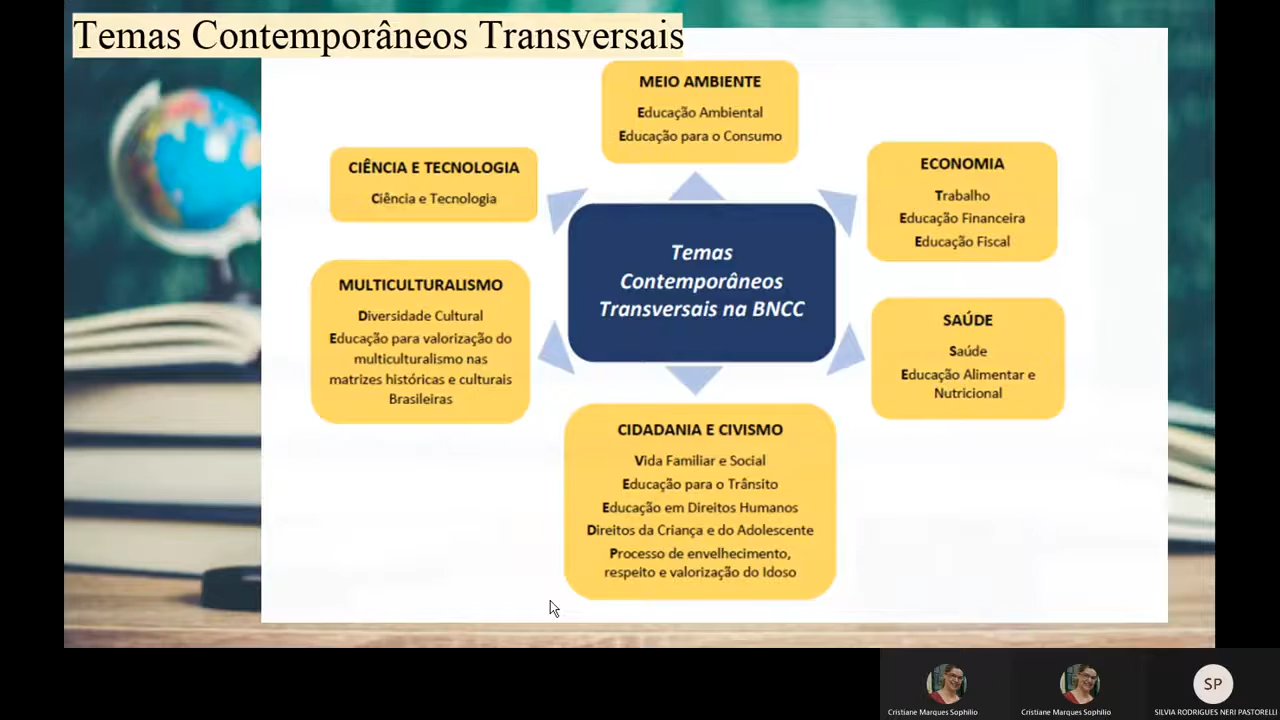 Temas Contemporâneos Transversais
MEIO AMBIENTE
Educação Ambiental
Educação para o Consumo
CIÊNCIA E TECNOLOGIA
Ciência e Tecnologia
ECONOMIA
Trabalho
Educação Financeira
Educação Fiscal
Temas
Contemporâneos
Transversais na BNCC
MULTICULTURALISMO
Diversidade Cultural
Educação para valorização do
multiculturalismo nas
matrizes históricas e culturais
Brasileiras
SAÚDE
Saúde
Educação Alimentar e
Nutricional
CIDADANIA E CIVISMO
Vida Familiar e Social
Educação para o Trânsito
Educação em Direitos Humanos
Direitos da Criança e do Adolescente
Processo de envelhecimento,
respeito e valorização do Idoso
SP
Cristiane Marques Sophilio
Cristiane Marques Sophilio
SILVIA RODRIGUES NERI PASTORELLI